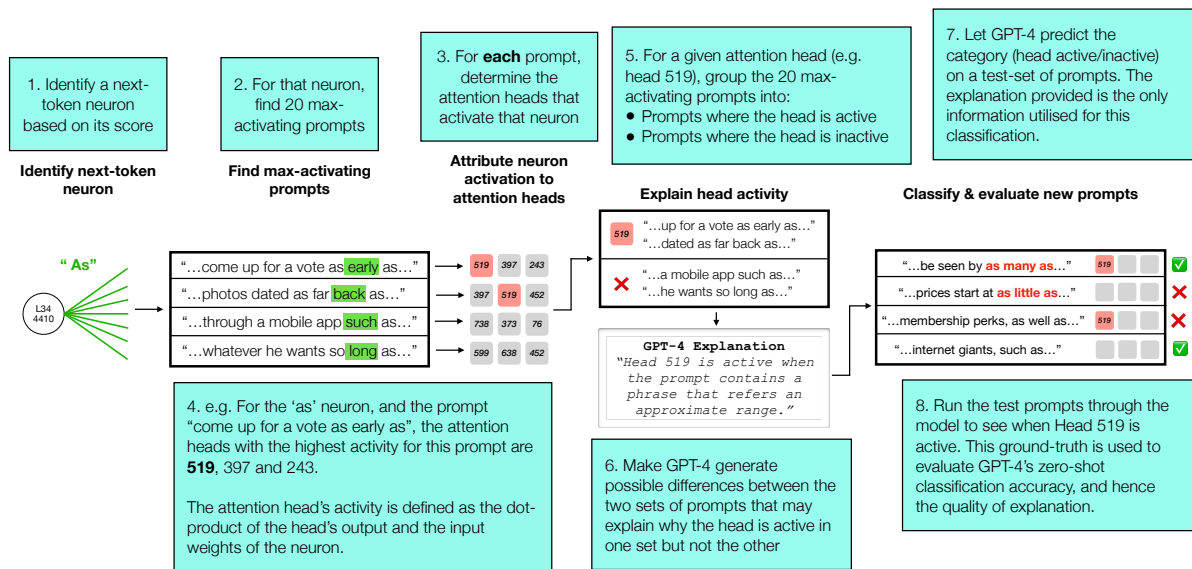 1. Identify a next-
token neuron
based on its score
2. For that neuron,
find 20 max-
activating prompts
3. For each prompt,
determine the
attention heads that
activate that neuron
5. For a given attention head (e.g.
head 519), group the 20 max-
activating prompts into:
● Prompts where the head is active
● Prompts where the head is inactive
7. Let GPT-4 predict the
category (head active/inactive)
on a test-set of prompts. The
explanation provided is the only
information utilised for this
classification.
Identify next-token
neuron
Find max-activating
prompts
Attribute neuron
activation to
attention heads
Explain head activity
Classify & evaluate new prompts
“ As”
L34
4410
“...come up for a vote as early as...”
“...photos dated as far back as...”
“...through a mobile app such as...”
“...whatever he wants so long as...”
519 397 243
397 519 452
738 373 76
599 638 452
519
“...up for a vote as early as...”
“...dated as far back as...”
“...a mobile app such as...”
“...he wants so long as...”
GPT-4 Explanation
“Head 519 is active when
the prompt contains a
phrase that refers an
approximate range.”
“...be seen by as many as...” 519
“...prices start at as little as...”
“...membership perks, as well as...” 519
“...internet giants, such as...”
4. e.g. For the ‘as’ neuron, and the prompt
“come up for a vote as early as”, the attention
heads with the highest activity for this prompt are
519, 397 and 243.
The attention head’s activity is defined as the dot-
product of the head’s output and the input
weights of the neuron.
6. Make GPT-4 generate
possible differences between the
two sets of prompts that may
explain why the head is active in
one set but not the other
8. Run the test prompts through the
model to see when Head 519 is
active. This ground-truth is used to
evaluate GPT-4’s zero-shot
classification accuracy, and hence
the quality of explanation.